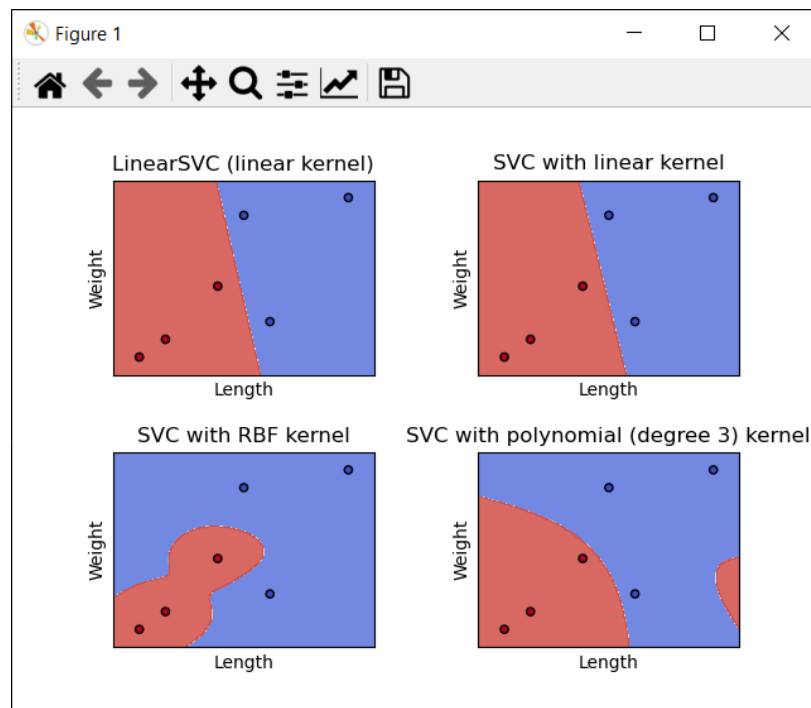 Figure 1
LinearSVC (linear kernel)
SVC with linear kernel
Weight
Weight
Length
Length
SVC with RBF kernel
SVC with polynomial (degree 3) kernel
Weight
Weight
Length
Length